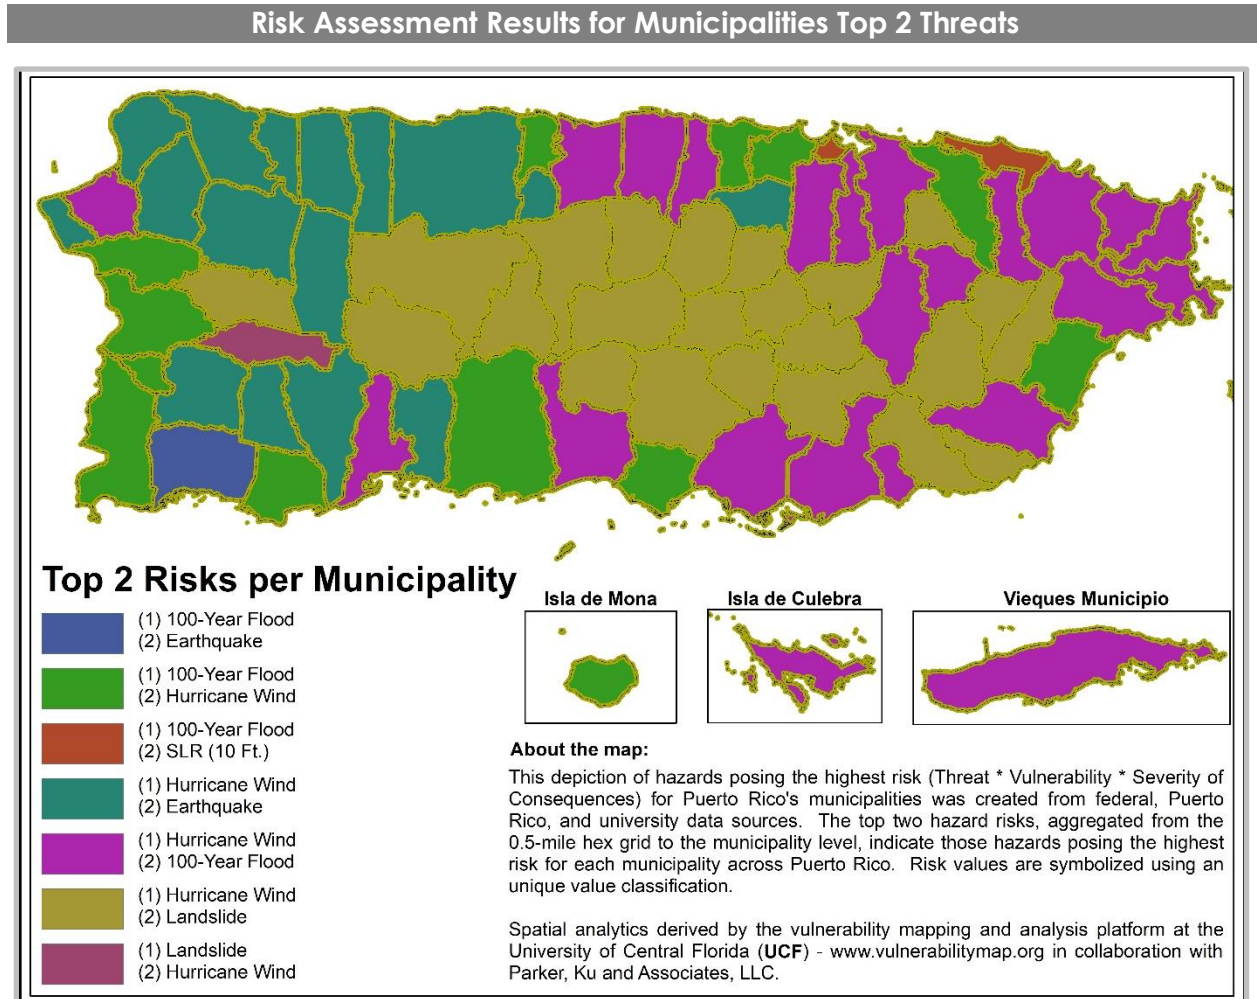 Risk Assessment Results for Municipalities Top 2 Threats
Top 2 Risks per Municipality
(1) 100-Year Flood
(2) Earthquake
(1) 100-Year Flood
(2) Hurricane Wind
(1) 100-Year Flood
(2) SLR (10 Ft.)
(1) Hurricane Wind
(2) Earthquake
(1) Hurricane Wind
(2) 100-Year Flood
(1) Hurricane Wind
(2) Landslide
(1) Landslide
(2) Hurricane Wind
Isla de Mona
Isla de Culebra
Vieques Municipio
About the map:
This depiction of hazards posing the highest risk (Threat * Vulnerability * Severity of
Consequences) for Puerto Rico's municipalities was created from federal, Puerto
Rico, and university data sources. The top two hazard risks, aggregated from the
0.5-mile hex grid to the municipality level, indicate those hazards posing the highest
risk for each municipality across Puerto Rico. Risk values are symbolized using an
unique value classification.
Spatial analytics derived by the vulnerability mapping and analysis platform at the
University of Central Florida (UCF) - www.vulnerabilitymap.org in collaboration with
Parker, Ku and Associates, LLC.